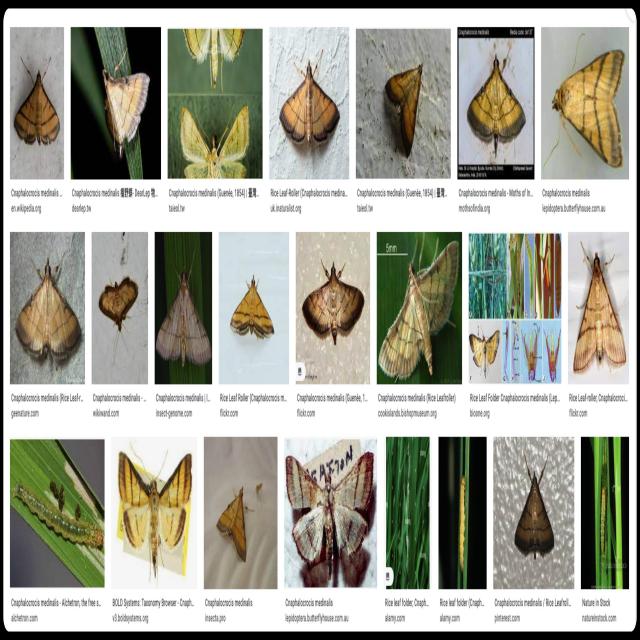 Cnaphalocrocis medinalis ...
en.wikipedia.org
Cnaphalocrocis medinalis
dearlep.tw
Cnaphalocrocis medinalis (Guenée, 1854) |
taieol.tw
Rice Leaf-Roller (Cnaphalocrocis medina...
uk.inaturalist.org
Cnaphalocrocis medinalis (Guenée, 1854) |
taieol.tw
Cnaphalocrocis medinalis
Cnaphalocrocis medinalis - Moths of In...
mothsofindia.org
Cnaphalocrocis medinalis
lepidoptera.butterflyhouse.com.au
Cnaphalocrocis medinalis (Rice Leaf-r...
geenature.com
Cnaphalocrocis medinalis - ...
wikiwand.com
Cnaphalocrocis medinalis | I...
insect-genome.com
Rice Leaf Roller (Cnaphalocrocis m...
flickr.com
Cnaphalocrocis medinalis (Guenée, 1...
flickr.com
5mm
Cnaphalocrocis medinalis (Rice Leafroller)
cookislands.bishopmuseum.org
Rice Leaf Folder Cnaphalocrocis medinalis (Lep...
bioone.org
Rice Leaf-roller, Cnaphalocroci...
flickr.com
Cnaphalocrocis medinalis - Alchetron, the free s...
alchetron.com
BOLD Systems: Taxonomy Browser - Cnaph...
v3.boldsystems.org
Cnaphalocrocis medinalis
insecta.pro
Cnaphalocrocis medinalis
lepidoptera.butterflyhouse.com.au
Rice leaf folder, Cnaph...
alamy.com
Rice leaf folder (Cnaph...
alamy.com
Cnaphalocrocis medinalis / Rice Leafroll...
pinterest.com
Nature in Stock
natureinstock.com